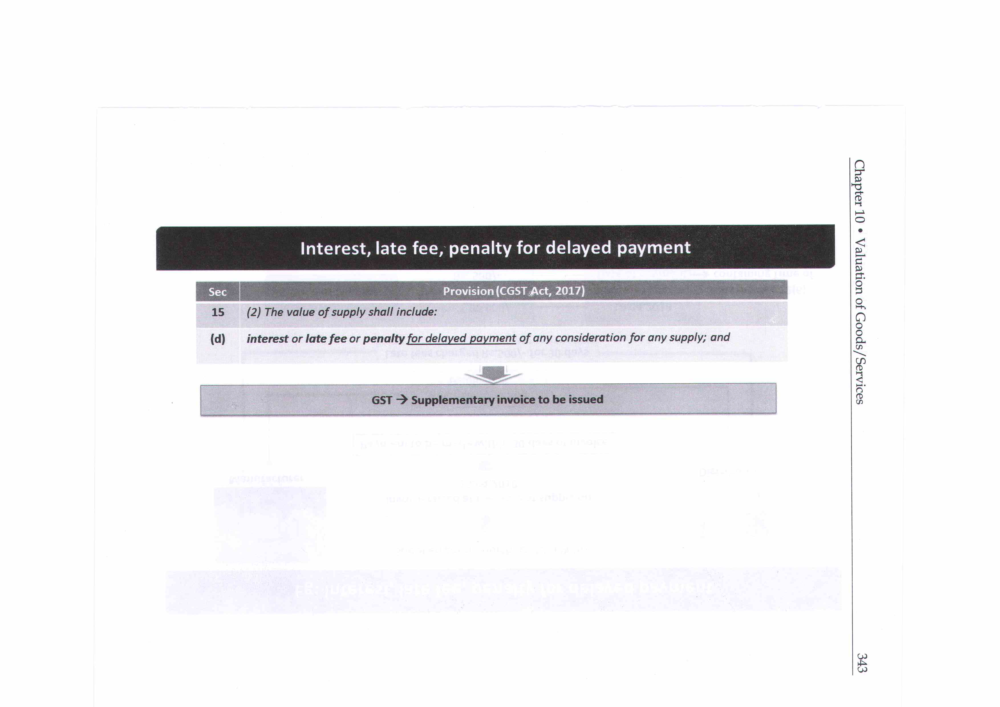 Chapter 10 • Valuation of Goods/Services
343
Interest, late fee, penalty for delayed payment
Sec Provision (CGST Act, 2017)
15 (2) The value of supply shall include:
(d) interest or late fee or penalty for delayed payment of any consideration for any supply; and
GST → Supplementary invoice to be issued